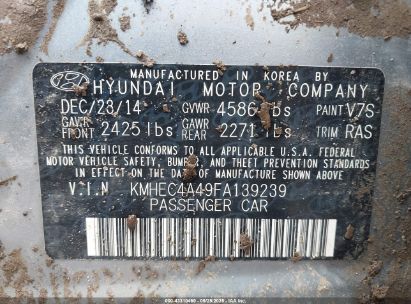 MANUFACTURED IN KOREA BY
HYUNDAI MOTOR COMPANY
DEC/23/14 GVWR 4586 lbs PAINT V7S
GAWR FRONT 2425 lbs GAWR REAR 2271 lbs TRIM RAS
THIS VEHICLE CONFORMS TO ALL APPLICABLE U.S.A. FEDERAL
MOTOR VEHICLE SAFETY, BUMPER, AND THEFT PREVENTION STANDARDS
IN EFFECT ON THE DATE OF MANUFACTURE SHOWN ABOVE.
V.I.N KMHEC4A49FA139239
PASSENGER CAR